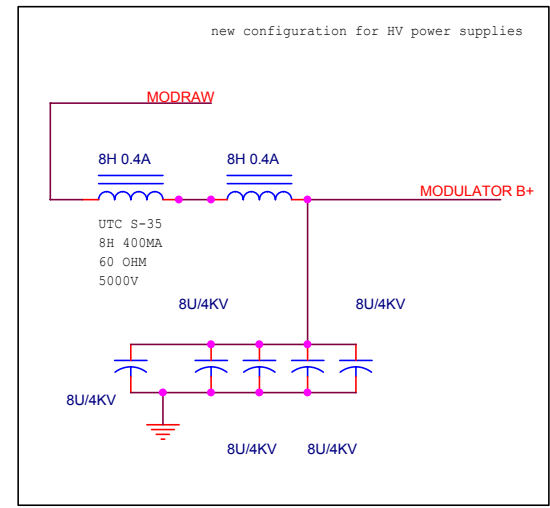 new configuration for HV power supplies
MODRAW
8H 0.4A
8H 0.4A
MODULATOR B+
UTC S-35
8H 400MA
60 OHM
5000V
8U/4KV
8U/4KV
8U/4KV
8U/4KV
8U/4KV